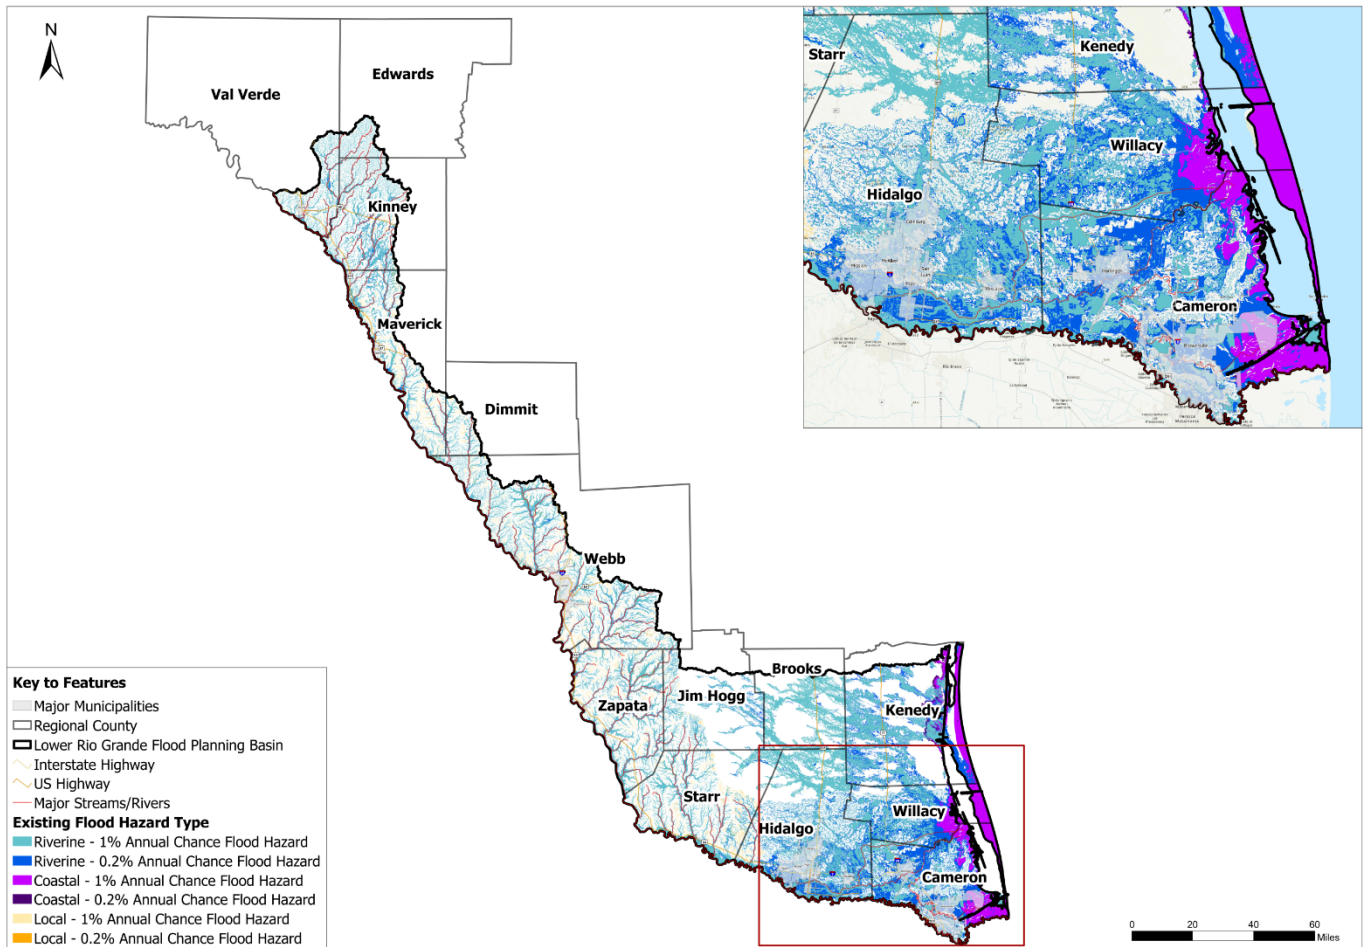 N
Val Verde
Edwards
Kinney
Maverick
Dimmit
Webb
Zapata
Jim Hogg
Brooks
Kenedy
Starr
Hidalgo
Willacy
Cameron
Starr
Kenedy
Willacy
Hidalgo
Cameron
Key to Features
Major Municipalities
Regional County
Lower Rio Grande Flood Planning Basin
Interstate Highway
US Highway
Major Streams/Rivers
Existing Flood Hazard Type
Riverine - 1% Annual Chance Flood Hazard
Riverine - 0.2% Annual Chance Flood Hazard
Coastal - 1% Annual Chance Flood Hazard
Coastal - 0.2% Annual Chance Flood Hazard
Local - 1% Annual Chance Flood Hazard
Local - 0.2% Annual Chance Flood Hazard
0 20 40 60
Miles